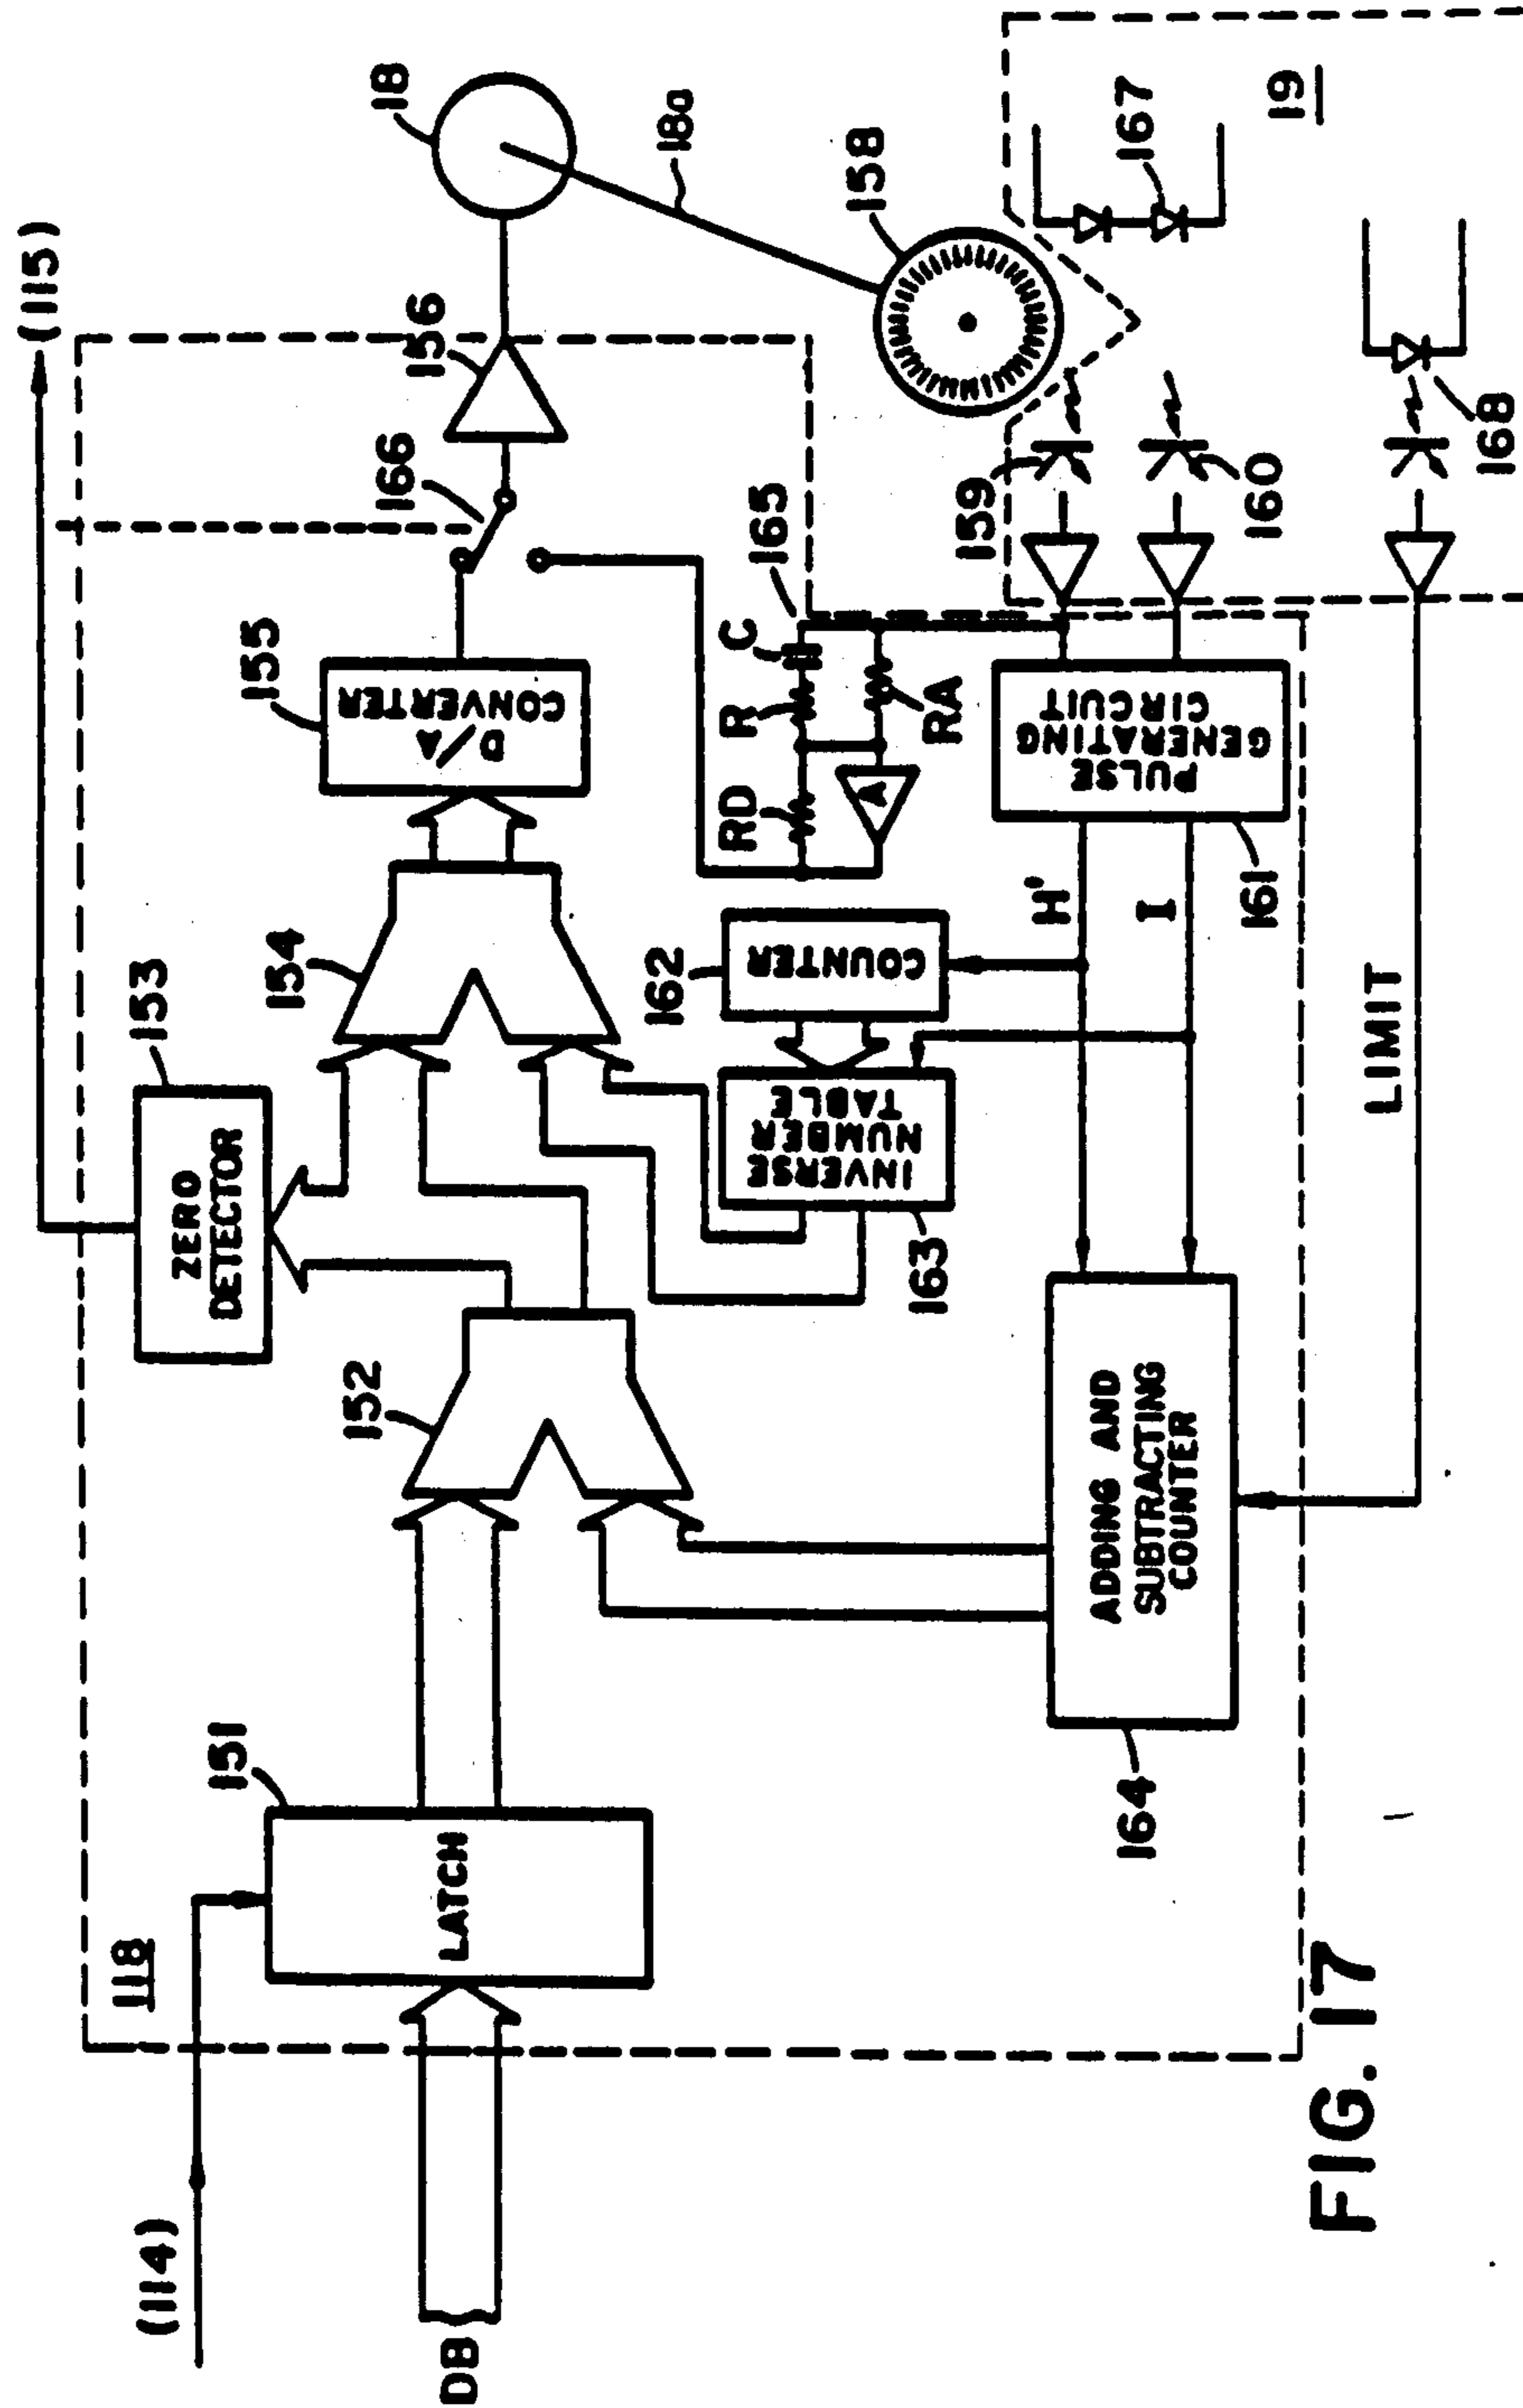 (114)
DB
118
151
LATCH
152
153
ZERO
DETECTOR
(115)
154
155
D/A
CONVERTER
166
156
18
18a
158
162
COUNTER
163
INVERSE
NUMBER
TABLE
RD
R
C
165
A
RA
H'
I
161
PULSE
GENERATING
CIRCUIT
159
160
167
19
164
ADDING AND
SUBTRACTING
COUNTER
LIMIT
168
FIG. 17